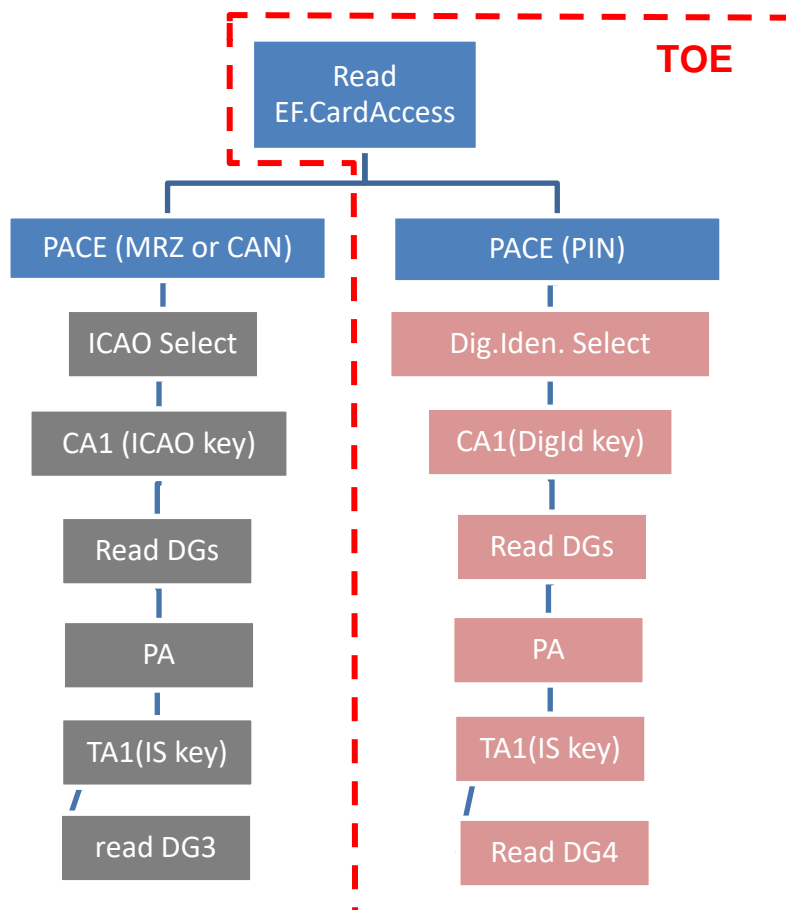 TOE
Read
EF.CardAccess
PACE (MRZ or CAN)
PACE (PIN)
ICAO Select
Dig.Iden. Select
CA1 (ICAO key)
CA1(DigId key)
Read DGs
Read DGs
PA
PA
TA1(IS key)
TA1(IS key)
read DG3
Read DG4